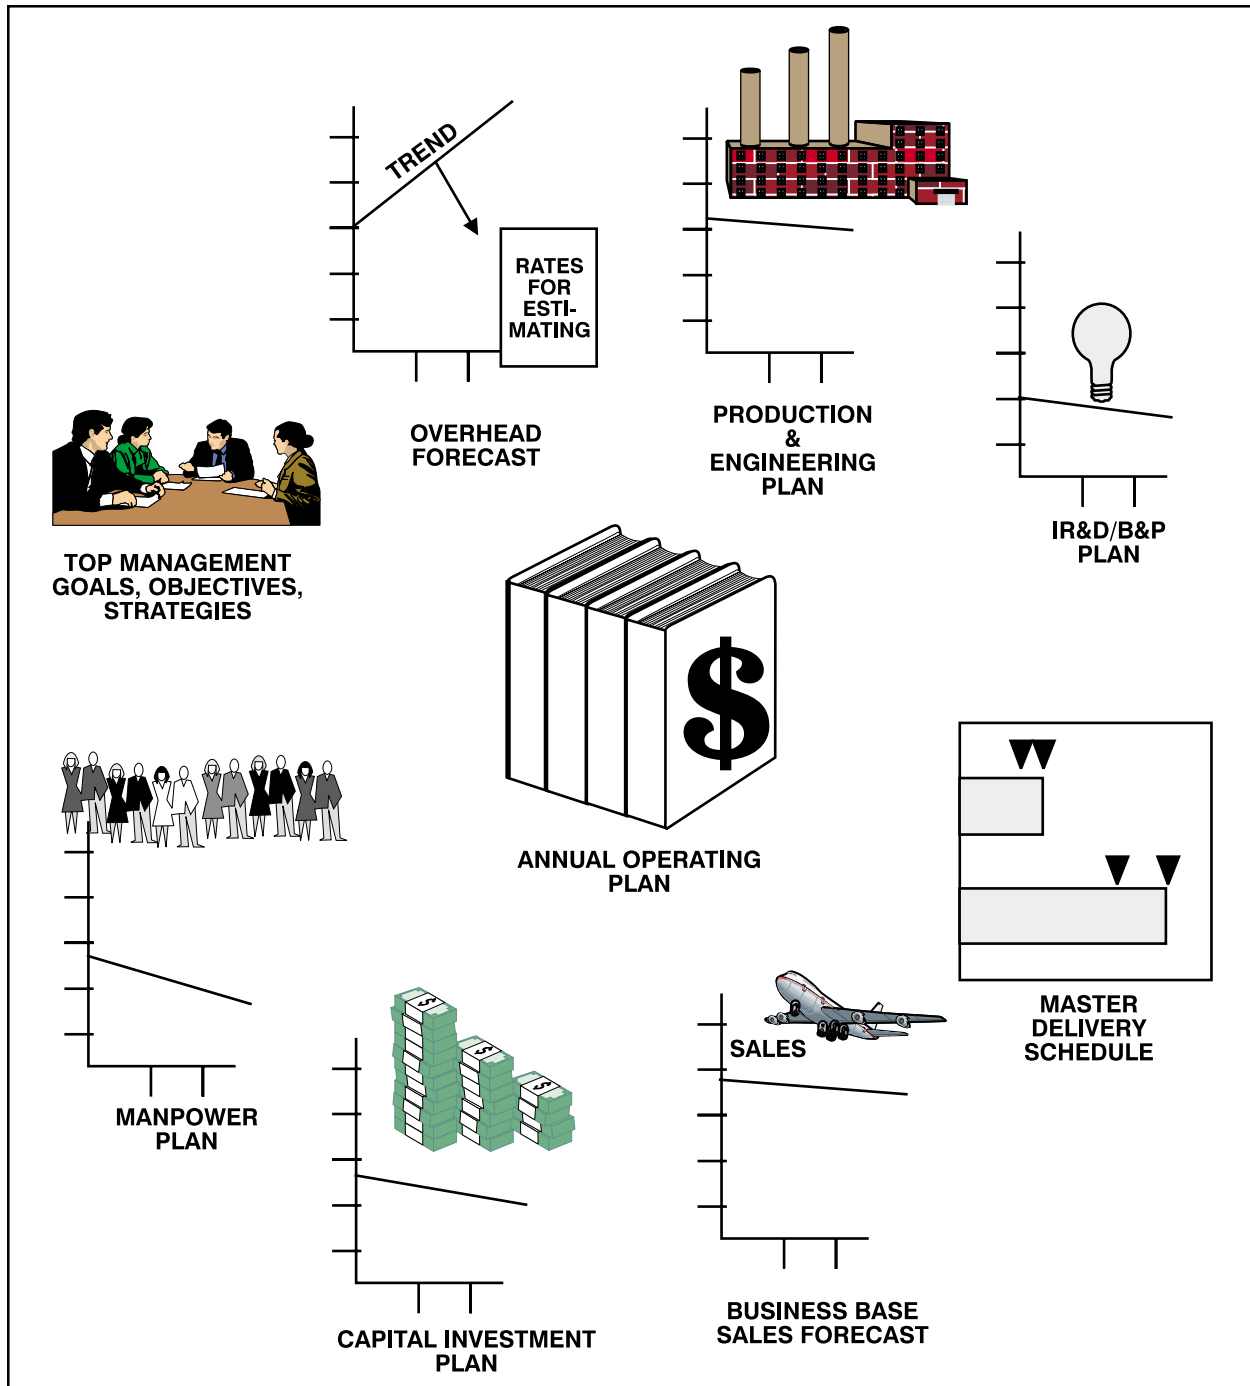 TREND
RATES
FOR
ESTI-
MATING
OVERHEAD
FORECAST
PRODUCTION
&
ENGINEERING
PLAN
IR&D/B&P
PLAN
TOP MANAGEMENT
GOALS, OBJECTIVES,
STRATEGIES
$
ANNUAL OPERATING
PLAN
MASTER
DELIVERY
SCHEDULE
MANPOWER
PLAN
$
$
$
CAPITAL INVESTMENT
PLAN
SALES
BUSINESS BASE
SALES FORECAST